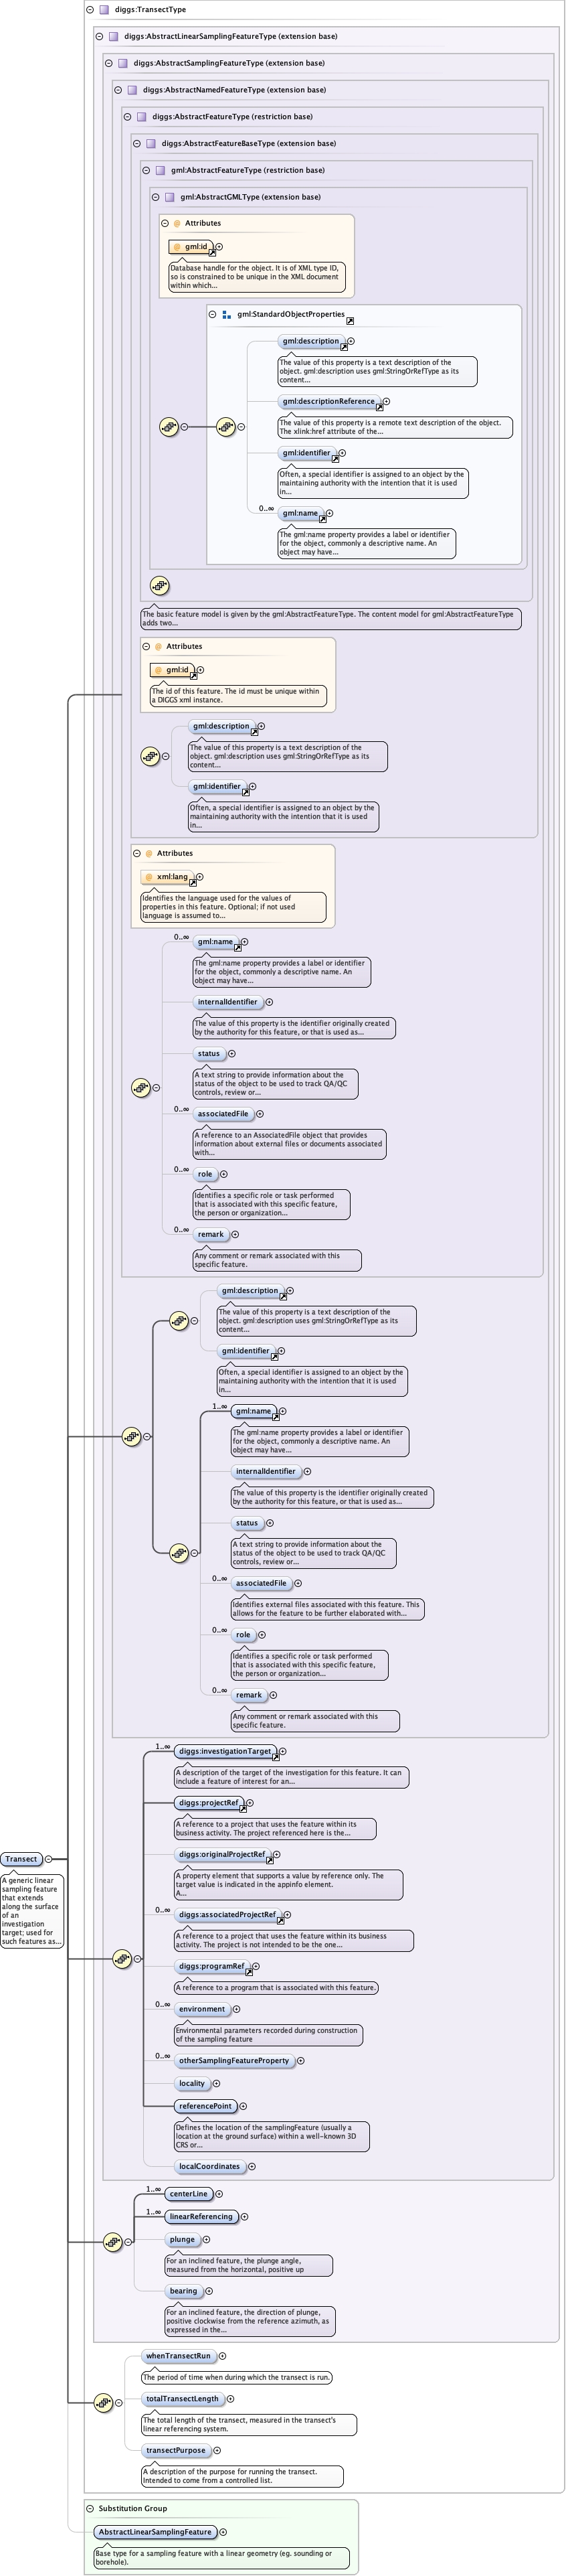 diggs:TransectType
diggs:AbstractLinearSamplingFeatureType (extension base)
diggs:AbstractSamplingFeatureType (extension base)
diggs:AbstractNamedFeatureType (extension base)
diggs:AbstractFeatureType (restriction base)
diggs:AbstractFeatureBaseType (extension base)
gml:AbstractFeatureType (restriction base)
gml:AbstractGMLType (extension base)
@ Attributes
@ gml:id
Database handle for the object. It is of XML type ID,
so is constrained to be unique in the XML document
within which...
gml:StandardObjectProperties
gml:description
The value of this property is a text description of the
object. gml:description uses gml:StringOrRefType as its
content...
gml:descriptionReference
The value of this property is a remote text description of the object.
The xlink:href attribute of the...
gml:identifier
Often, a special identifier is assigned to an object by the
maintaining authority with the intention that it is used
in...
0..∞
gml:name
The gml:name property provides a label or identifier
for the object, commonly a descriptive name. An
object may have...
The basic feature model is given by the gml:AbstractFeatureType. The content model for gml:AbstractFeatureType
adds two...
@ Attributes
@ gml:id
The id of this feature. The id must be unique within
a DIGGS xml instance.
gml:description
The value of this property is a text description of the
object. gml:description uses gml:StringOrRefType as its
content...
gml:identifier
Often, a special identifier is assigned to an object by the
maintaining authority with the intention that it is used
in...
@ Attributes
@ xml:lang
Identifies the language used for the values of
properties in this feature. Optional; if not used
language is assumed to...
0..∞
gml:name
The gml:name property provides a label or identifier
for the object, commonly a descriptive name. An
object may have...
internalIdentifier
The value of this property is the identifier originally created
by the authority for this feature, or that is used as...
status
A text string to provide information about the
status of the object to be used to track QA/QC
controls, review or...
0..∞
associatedFile
A reference to an AssociatedFile object that provides
information about external files or documents associated
with...
0..∞
role
Identifies a specific role or task performed
that is associated with this specific feature,
the person or organization...
0..∞
remark
Any comment or remark associated with this
specific feature.
gml:description
The value of this property is a text description of the
object. gml:description uses gml:StringOrRefType as its
content...
gml:identifier
Often, a special identifier is assigned to an object by the
maintaining authority with the intention that it is used
in...
1..∞
gml:name
The gml:name property provides a label or identifier
for the object, commonly a descriptive name. An
object may have...
internalIdentifier
The value of this property is the identifier originally created
by the authority for this feature, or that is used as...
status
A text string to provide information about the
status of the object to be used to track QA/QC
controls, review or...
0..∞
associatedFile
Identifies external files associated with this feature. This
allows for the feature to be further elaborated with...
0..∞
role
Identifies a specific role or task performed
that is associated with this specific feature,
the person or organization...
0..∞
remark
Any comment or remark associated with this
specific feature.
1..∞
diggs:investigationTarget
A description of the target of the investigation for this feature. It can
include a feature of interest for an...
diggs:projectRef
A reference to a project that uses the feature within its
business activity. The project referenced here is the...
diggs:originalProjectRef
A property element that supports a value by reference only. The
target value is indicated in the appinfo element.
A...
0..∞
diggs:associatedProjectRef
A reference to a project that uses the feature within its business
activity. The project is not intended to be the one...
diggs:programRef
A reference to a program that is associated with this feature.
0..∞
environment
Environmental parameters recorded during construction
of the sampling feature
0..∞
otherSamplingFeatureProperty
locality
referencePoint
Defines the location of the samplingFeature (usually a
location at the ground surface) within a well-known 3D
CRS or...
localCoordinates
Transect
A generic linear
sampling feature
that extends
along the surface
of an
investigation
target; used for
such features as...
1..∞
centerLine
1..∞
linearReferencing
plunge
For an inclined feature, the plunge angle,
measured from the horizontal, positive up
bearing
For an inclined feature, the direction of plunge,
positive clockwise from the reference azimuth, as
expressed in the...
whenTransectRun
The period of time when during which the transect is run.
totalTransectLength
The total length of the transect, measured in the transect's
linear referencing system.
transectPurpose
A description of the purpose for running the transect.
Intended to come from a controlled list.
Substitution Group
AbstractLinearSamplingFeature
Base type for a sampling feature with a linear geometry (eg. sounding or
borehole).